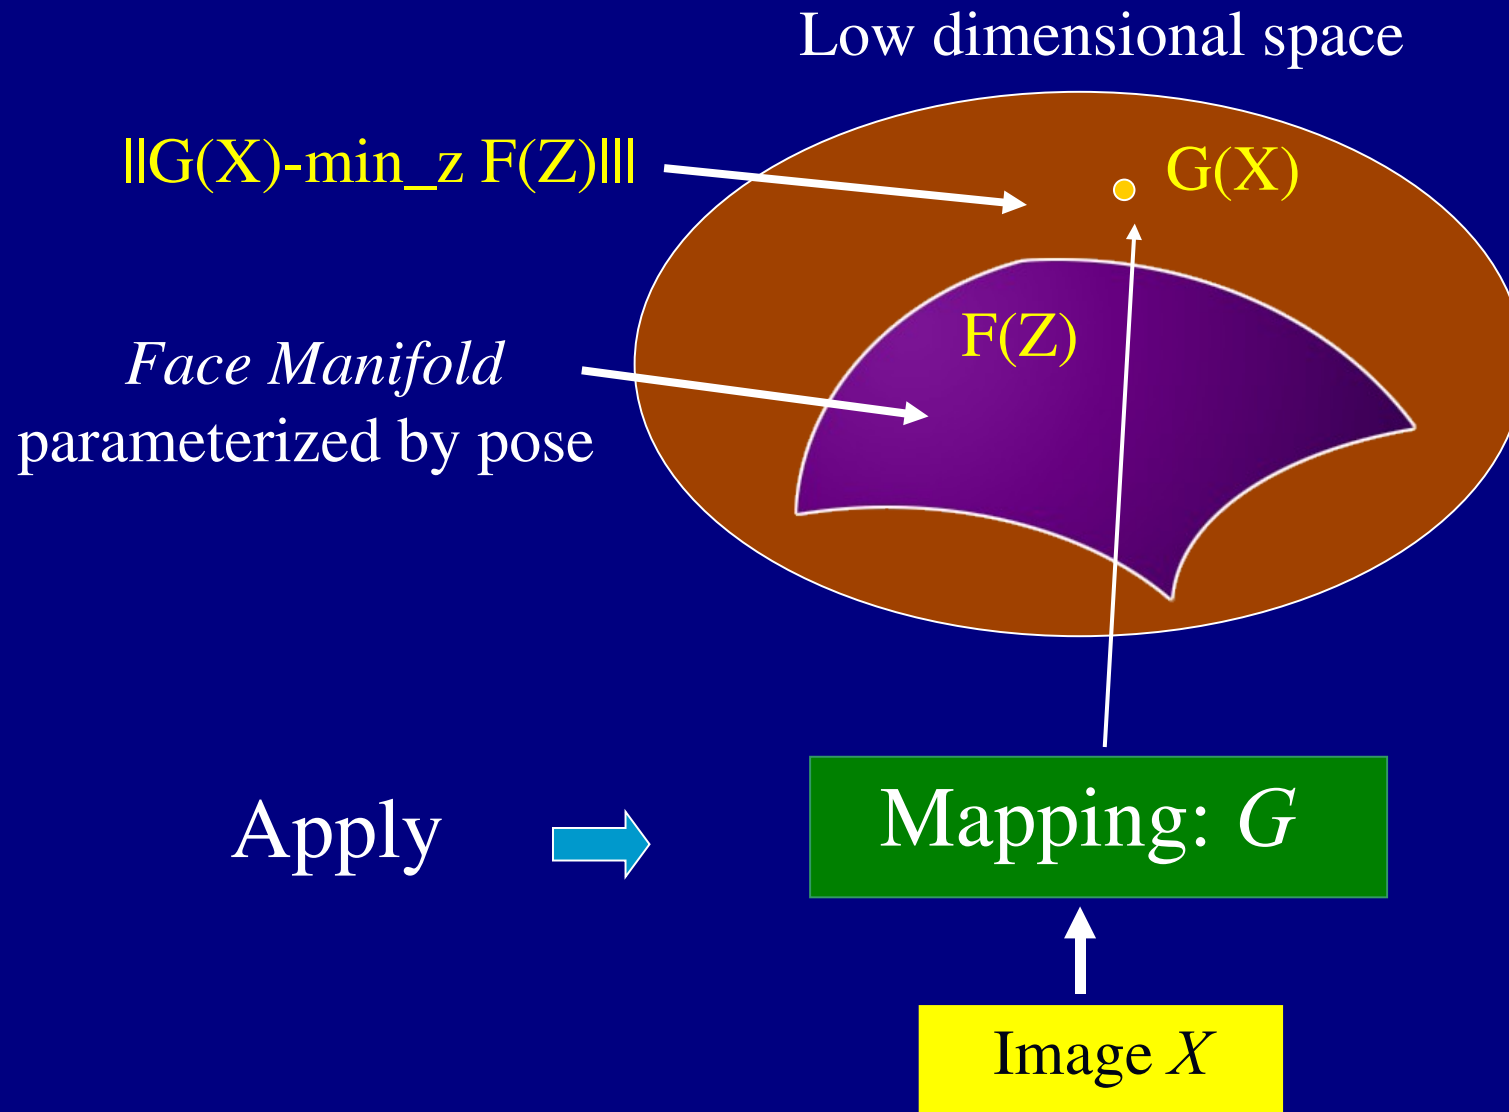 Low dimensional space
||G(X)-min_z F(Z)|||
G(X)
F(Z)
Face Manifold
parameterized by pose
Apply
Mapping: G
Image X